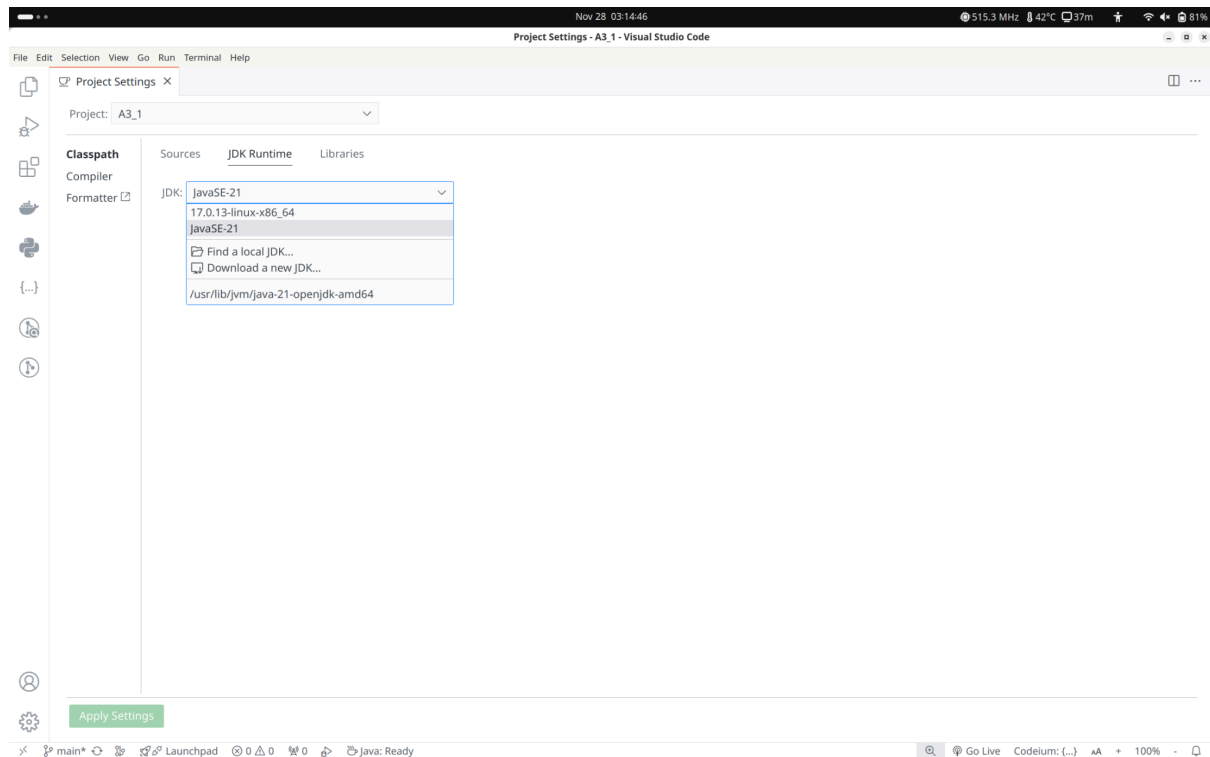 Nov 28 03:14:46
515.3 MHz 42°C 37m 81%
Project Settings - A3_1 - Visual Studio Code
File Edit Selection View Go Run Terminal Help
Project Settings
Project: A3_1
Classpath
Compiler
Formatter
Sources JDK Runtime Libraries
JDK: JavaSE-21
17.0.13-linux-x86_64
JavaSE-21
Find a local JDK...
Download a new JDK...
/usr/lib/jvm/java-21-openjdk-amd64
Apply Settings
main* Launchpad 0 0 0 Java: Ready Go Live Codeium: {...} AA + 100% -